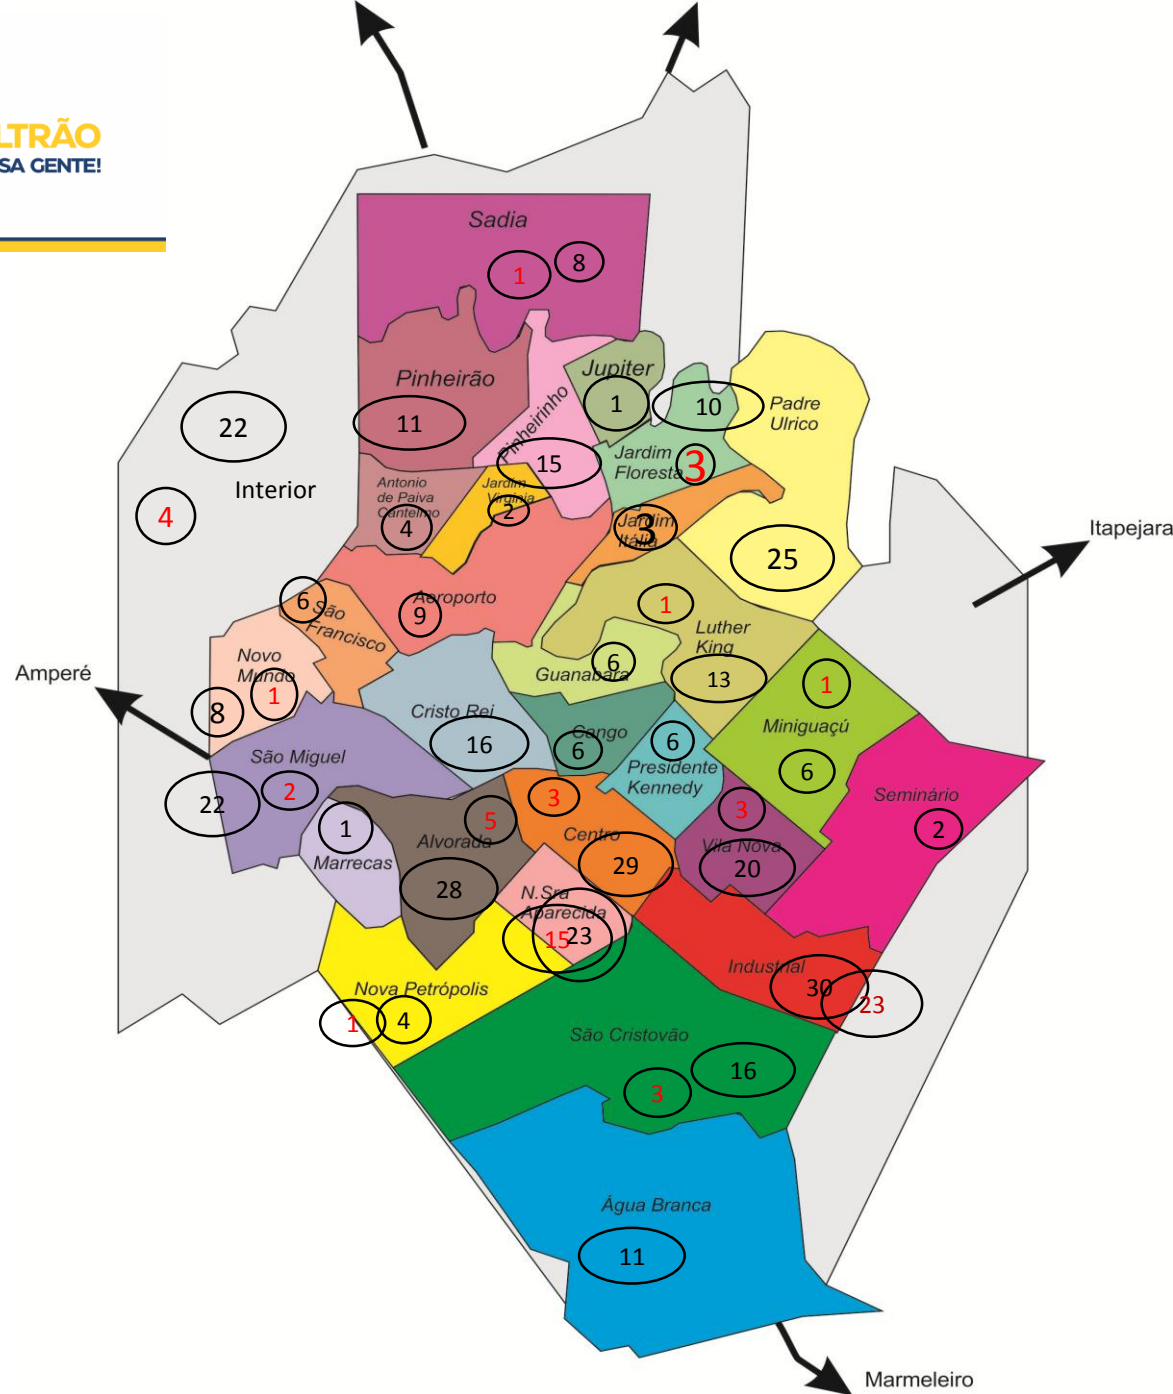 LTRÃO
SA GENTE!
Sadia
1
8
Pinheirão
11
Pinheirinho
15
Jupiter
1
10
Jardim
Floresta
3
Padre
Ulrico
25
22
Interior
4
Antonio
de Paiva
Cantelmo
4
Jardim
Virginia
2
Jardim
Itália
3
Itapejara
6
São
Francisco
Aeroporto
9
1
Luther
King
13
Guanabara
6
Novo
Mundo
1
8
Amperé
Cristo Rei
16
Cango
6
6
Presidente
Kennedy
1
Miniguaçú
6
São Miguel
2
22
1
Marrecas
5
Alvorada
28
3
Centro
29
3
Vila Nova
20
Seminário
2
N.Sra
Aparecida
15
23
Industrial
30
23
Nova Petrópolis
1
4
São Cristovão
16
3
Água Branca
11
Marmeleiro